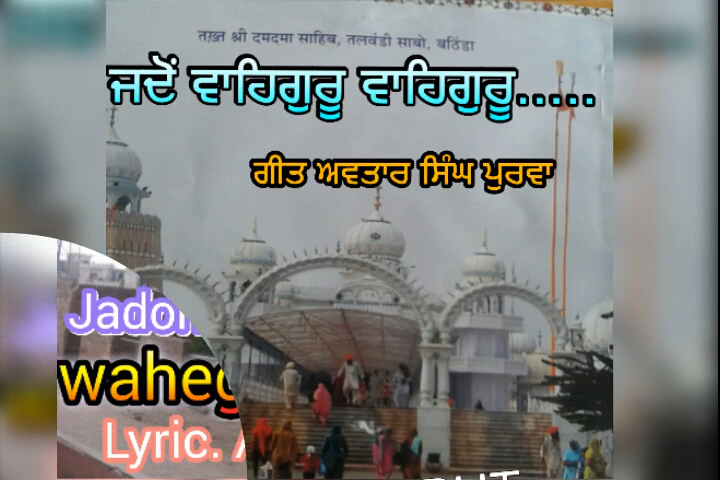 ਤਖ਼ਤ ਸ਼੍ਰੀ ਦਮਦਮਾ ਸਾਹਿਬ, ਤਲਵੰਡੀ ਸਾਬੋ, ਬਠਿੰਡਾ
ਜਦੋਂ ਵਾਹਿਗੁਰੂ ਵਾਹਿਗੁਰੂ.....
ਗੀਤ ਅਵਤਾਰ ਸਿੰਘ ਪੁਰਵਾ
Lyric.